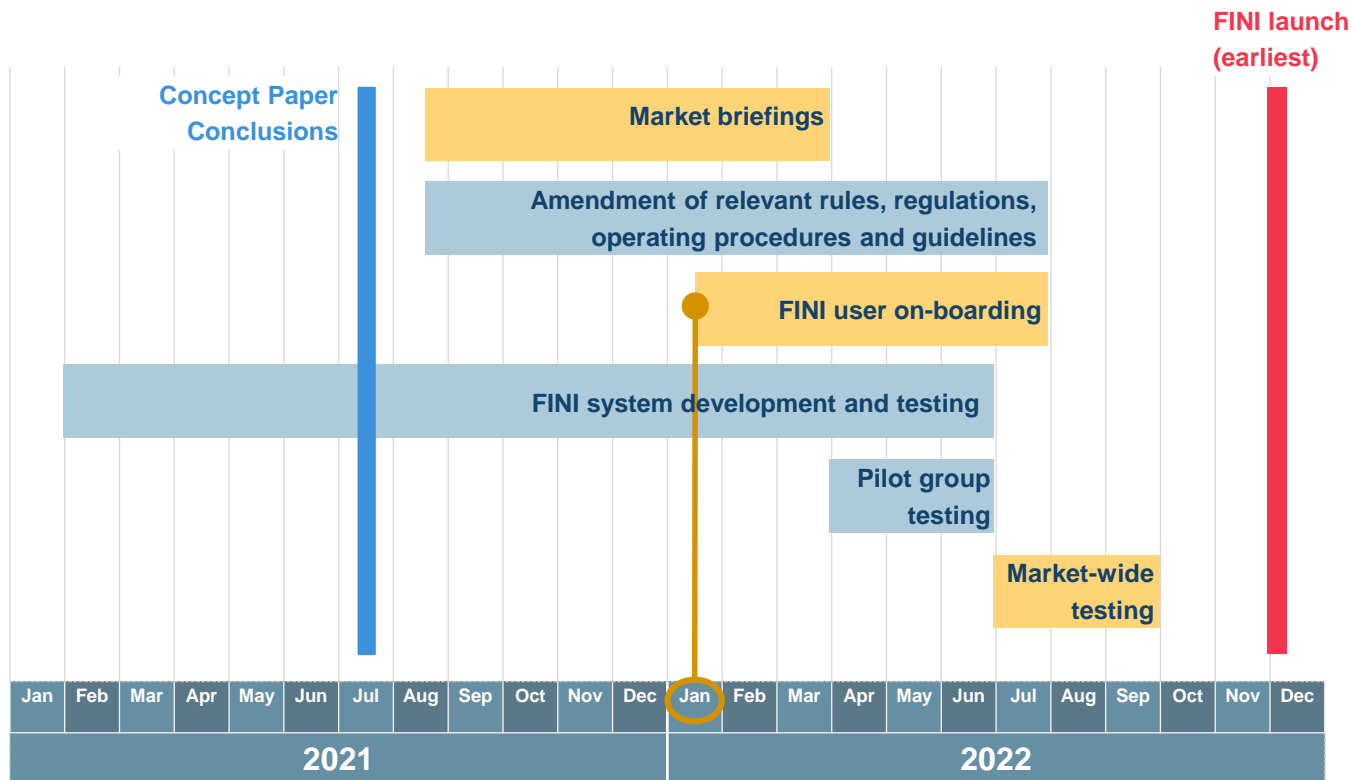 FINI launch
(earliest)
Concept Paper
Conclusions
Market briefings
Amendment of relevant rules, regulations,
operating procedures and guidelines
FINI user on-boarding
FINI system development and testing
Pilot group
testing
Market-wide
testing
Jan Feb Mar Apr May Jun Jul Aug Sep Oct Nov Dec Jan Feb Mar Apr May Jun Jul Aug Sep Oct Nov Dec
2021 2022